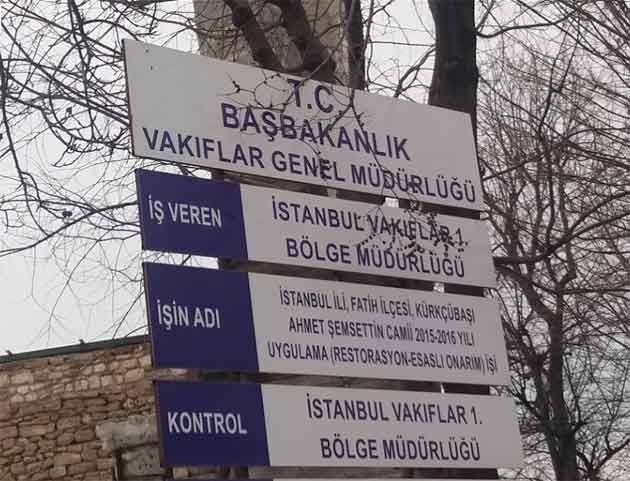 T.C.
BAŞBAKANLIK
VAKIFLAR GENEL MÜDÜRLÜĞÜ
İŞ VEREN
İSTANBUL VAKIFLAR 1.
BÖLGE MÜDÜRLÜĞÜ
İŞİN ADI
İSTANBUL İLİ, FATİH İLÇESİ, KÜRKÇÜBAŞI
AHMET ŞEMSETTİN CAMİİ 2015-2016 YILI
UYGULAMA (RESTORASYON-ESASLI ONARIM) İŞİ
KONTROL
İSTANBUL VAKIFLAR 1.
BÖLGE MÜDÜRLÜĞÜ